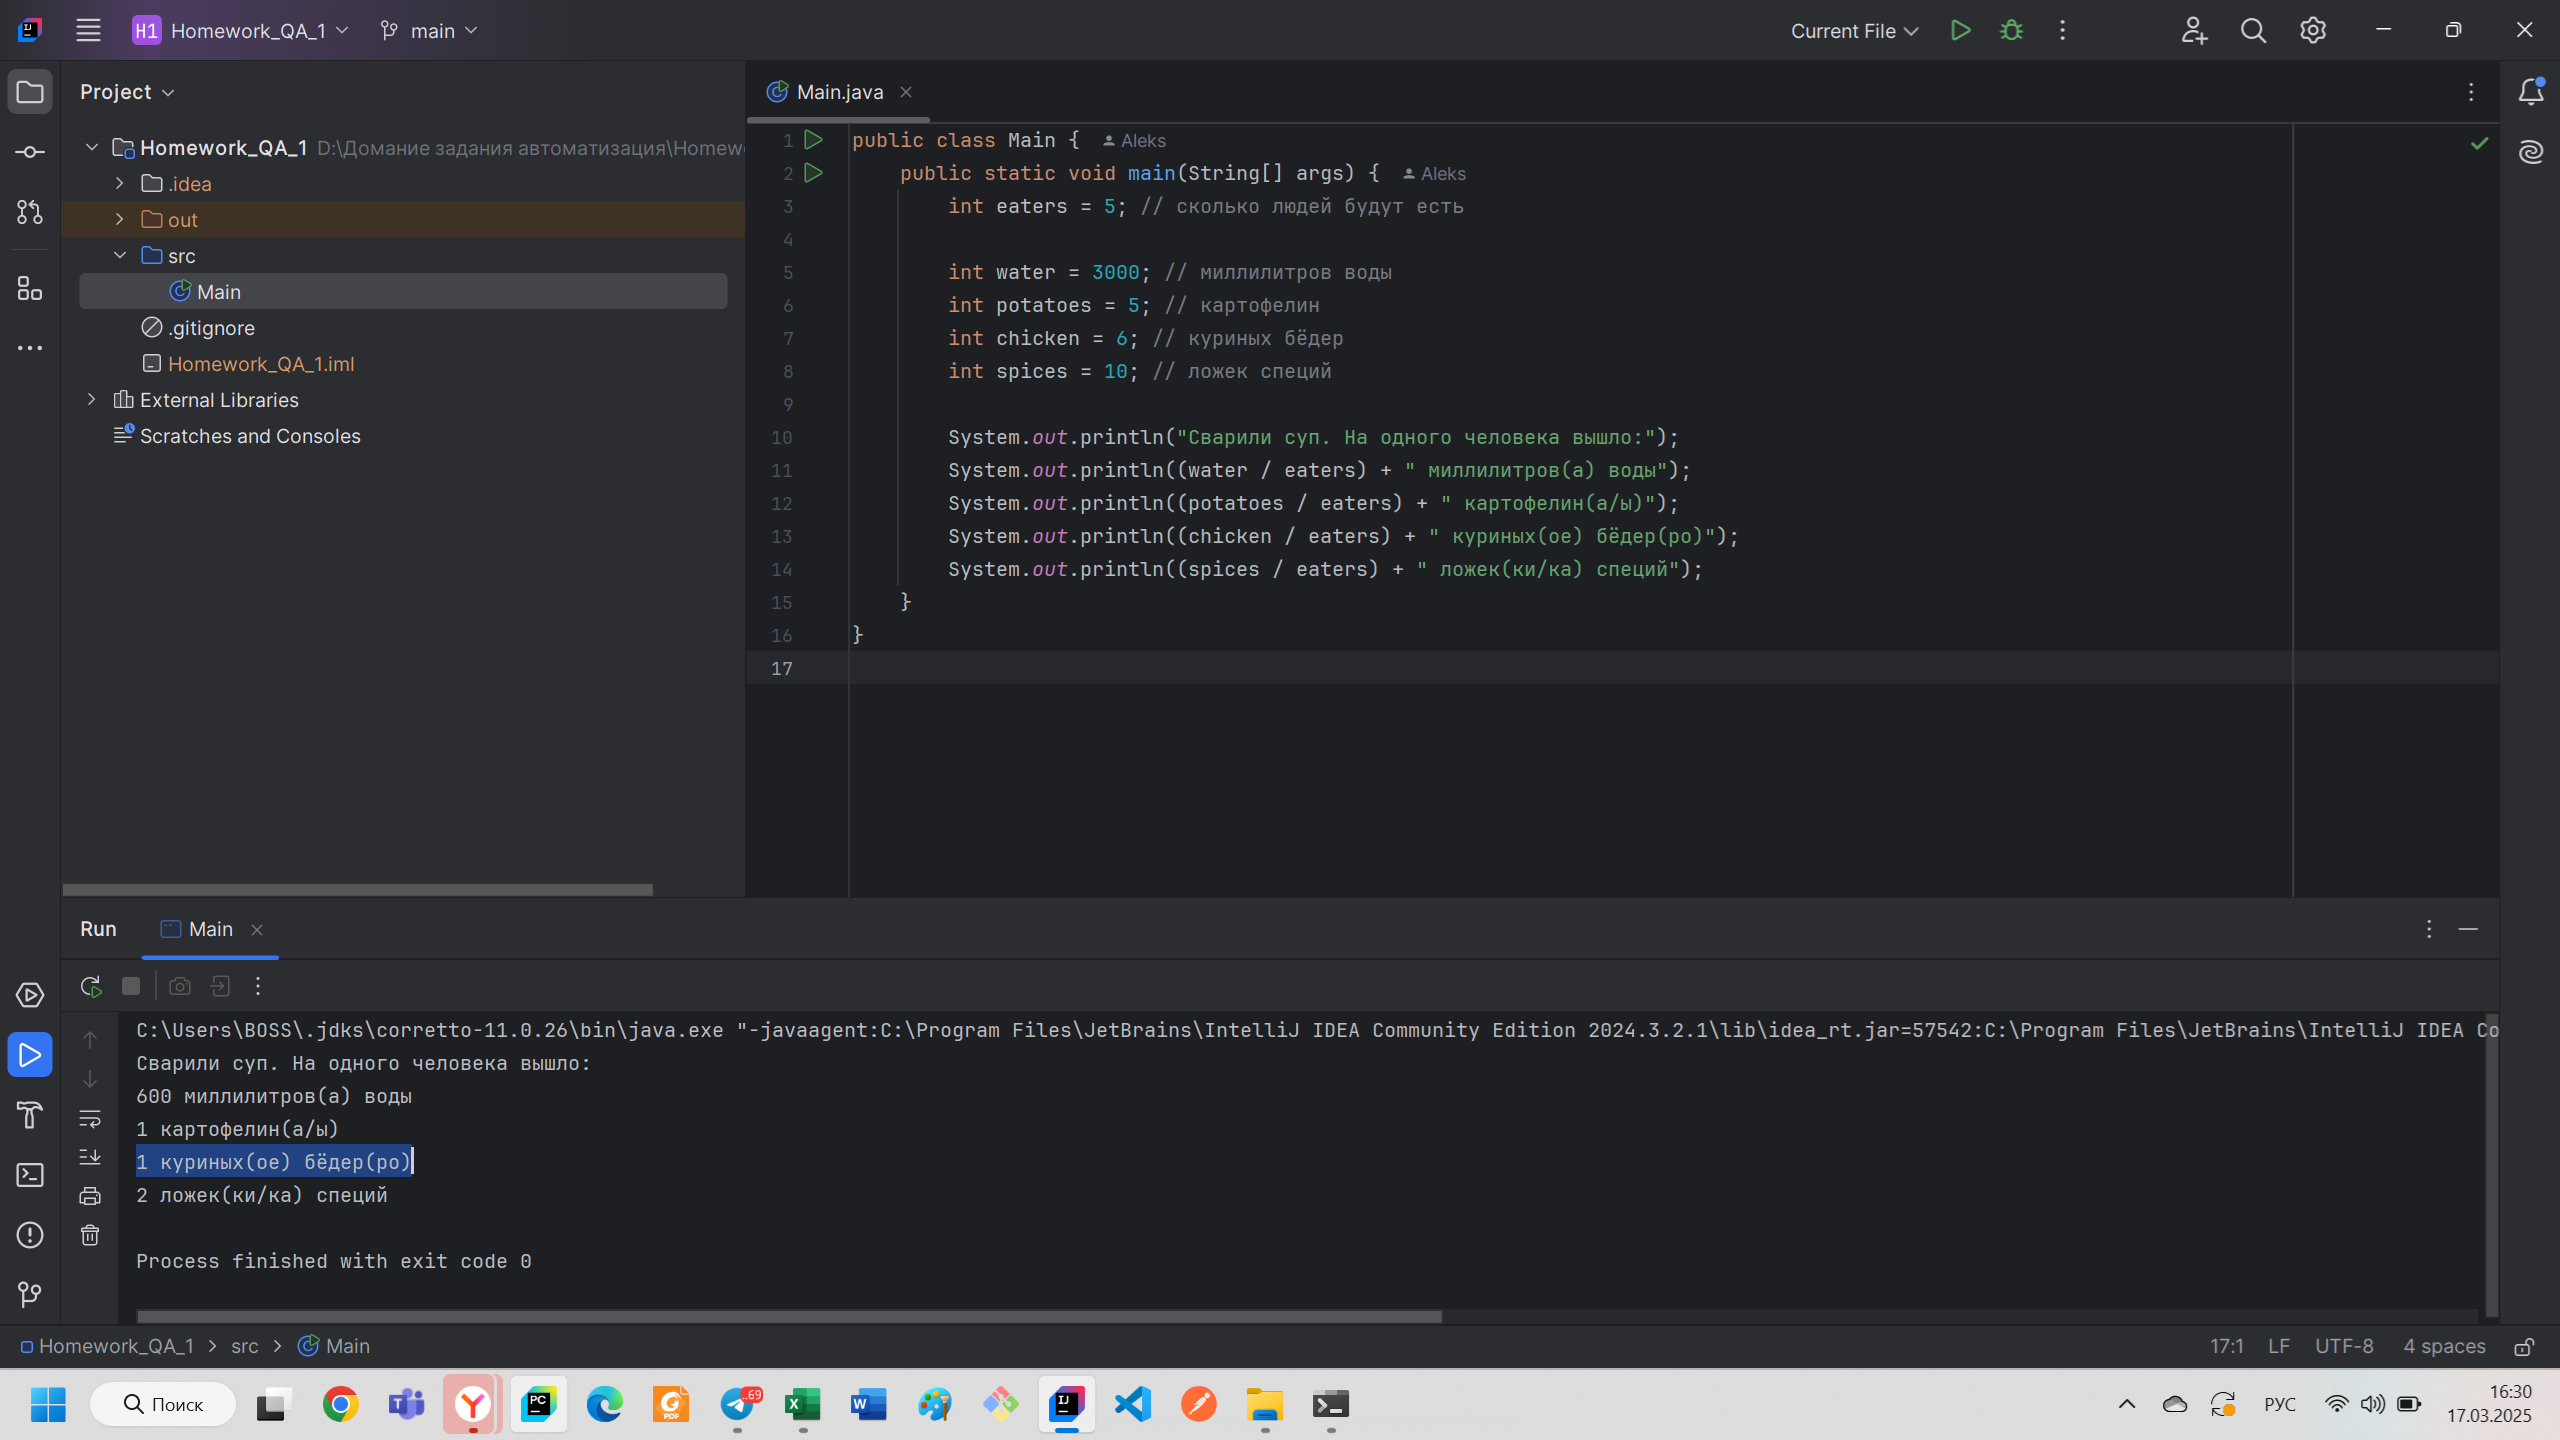 H1 Homework_QA_1 main Current File
Project
Homework_QA_1 D:\Домание задания автоматизация\Homew
.idea
out
src
Main
.gitignore
Homework_QA_1.iml
External Libraries
Scratches and Consoles
Main.java
1 public class Main { Aleks
2 public static void main(String[] args) { Aleks
3 int eaters = 5; // сколько людей будут есть
4
5 int water = 3000; // миллилитров воды
6 int potatoes = 5; // картофелин
7 int chicken = 6; // куриных бёдер
8 int spices = 10; // ложек специй
9
10 System.out.println("Сварили суп. На одного человека вышло:");
11 System.out.println((water / eaters) + " миллилитров(а) воды");
12 System.out.println((potatoes / eaters) + " картофелин(а/ы)");
13 System.out.println((chicken / eaters) + " куриных(ое) бёдер(ро)");
14 System.out.println((spices / eaters) + " ложек(ки/ка) специй");
15 }
16 }
17
Run Main
C:\Users\BOSS\.jdks\corretto-11.0.26\bin\java.exe "-javaagent:C:\Program Files\JetBrains\IntelliJ IDEA Community Edition 2024.3.2.1\lib\idea_rt.jar=57542:C:\Program Files\JetBrains\IntelliJ IDEA Co
Сварили суп. На одного человека вышло:
600 миллилитров(а) воды
1 картофелин(а/ы)
1 куриных(ое) бёдер(ро)
2 ложек(ки/ка) специй
Process finished with exit code 0
Homework_QA_1 > src > Main 17:1 LF UTF-8 4 spaces
Поиск
..69
РУС
16:30
17.03.2025